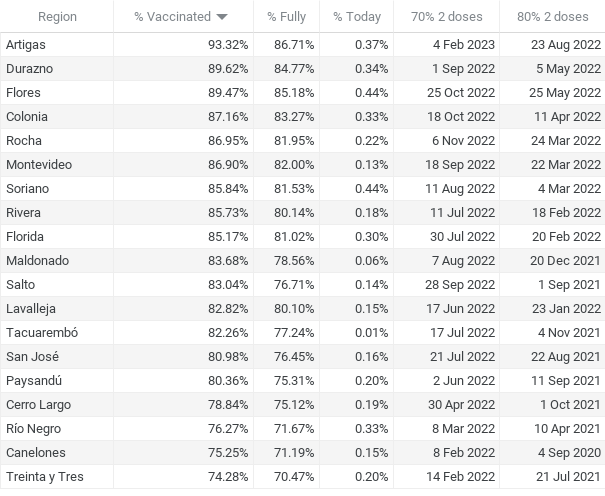 Region % Vaccinated % Fully % Today 70% 2 doses 80% 2 doses
Artigas 93.32% 86.71% 0.37% 4 Feb 2023 23 Aug 2022
Durazno 89.62% 84.77% 0.34% 1 Sep 2022 5 May 2022
Flores 89.47% 85.18% 0.44% 25 Oct 2022 25 May 2022
Colonia 87.16% 83.27% 0.33% 18 Oct 2022 11 Apr 2022
Rocha 86.95% 81.95% 0.22% 6 Nov 2022 24 Mar 2022
Montevideo 86.90% 82.00% 0.13% 18 Sep 2022 22 Mar 2022
Soriano 85.84% 81.53% 0.44% 11 Aug 2022 4 Mar 2022
Rivera 85.73% 80.14% 0.18% 11 Jul 2022 18 Feb 2022
Florida 85.17% 81.02% 0.30% 30 Jul 2022 20 Feb 2022
Maldonado 83.68% 78.56% 0.06% 7 Aug 2022 20 Dec 2021
Salto 83.04% 76.71% 0.14% 28 Sep 2022 1 Sep 2021
Lavalleja 82.82% 80.10% 0.15% 17 Jun 2022 23 Jan 2022
Tacuarembó 82.26% 77.24% 0.01% 17 Jul 2022 4 Nov 2021
San José 80.98% 76.45% 0.16% 21 Jul 2022 22 Aug 2021
Paysandú 80.36% 75.31% 0.20% 2 Jun 2022 11 Sep 2021
Cerro Largo 78.84% 75.12% 0.19% 30 Apr 2022 1 Oct 2021
Río Negro 76.27% 71.67% 0.33% 8 Mar 2022 10 Apr 2021
Canelones 75.25% 71.19% 0.15% 8 Feb 2022 4 Sep 2020
Treinta y Tres 74.28% 70.47% 0.20% 14 Feb 2022 21 Jul 2021